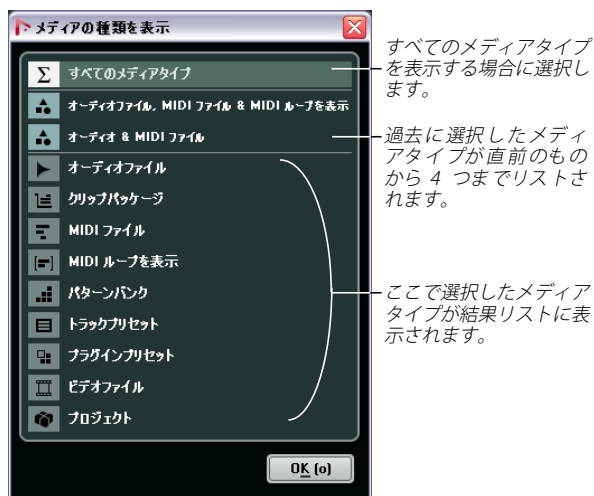 メディアの種類を表示
すべてのメディアタイプ
オーディオファイル, MIDI ファイル & MIDI ループを表示
オーディオ & MIDI ファイル
オーディオファイル
クリップパッケージ
MIDI ファイル
MIDI ループを表示
パターンバンク
トラックプリセット
プラグインプリセット
ビデオファイル
プロジェクト
OK (o)
すべてのメディアタイプ
を表示する場合に選択し
ます。
過去に選択したメディ
アタイプが直前のもの
から 4 つまでリストさ
れます。
ここで選択したメディア
タイプが結果リストに表
示されます。